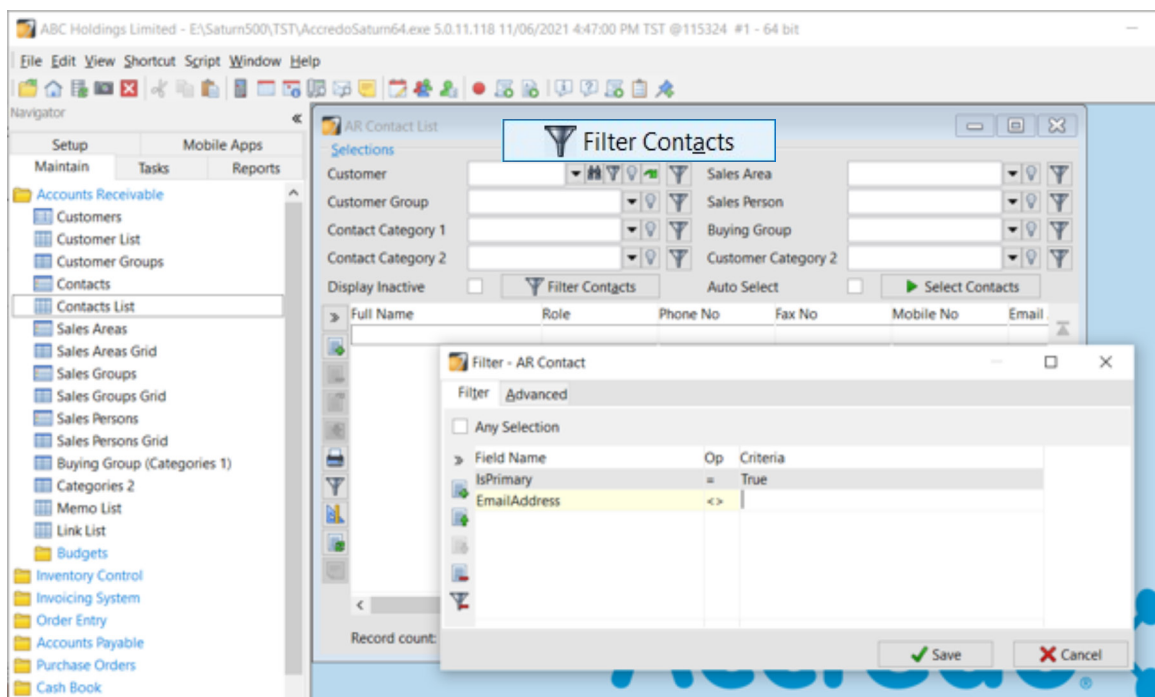 ABC Holdings Limited - E:\Saturn500\TST\AccredoSaturn64.exe 5.0.11.118 11/06/2021 4:47:00 PM TST @115324 #1 - 64 bit
File Edit View Shortcut Script Window Help
Navigator
Setup Mobile Apps
Maintain Tasks Reports
Accounts Receivable
Customers
Customer List
Customer Groups
Contacts
Contacts List
Sales Areas
Sales Areas Grid
Sales Groups
Sales Groups Grid
Sales Persons
Sales Persons Grid
Buying Group (Categories 1)
Categories 2
Memo List
Link List
Budgets
Inventory Control
Invoicing System
Order Entry
Accounts Payable
Purchase Orders
Cash Book
AR Contact List
Filter Contacts
Selections
Customer Sales Area
Customer Group Sales Person
Contact Category 1 Buying Group
Contact Category 2 Customer Category 2
Display Inactive Filter Contacts Auto Select Select Contacts
Full Name Role Phone No Fax No Mobile No Email
Record count:
Filter - AR Contact
Filter Advanced
Any Selection
Field Name Op Criteria
IsPrimary = True
EmailAddress <>
Save Cancel
®